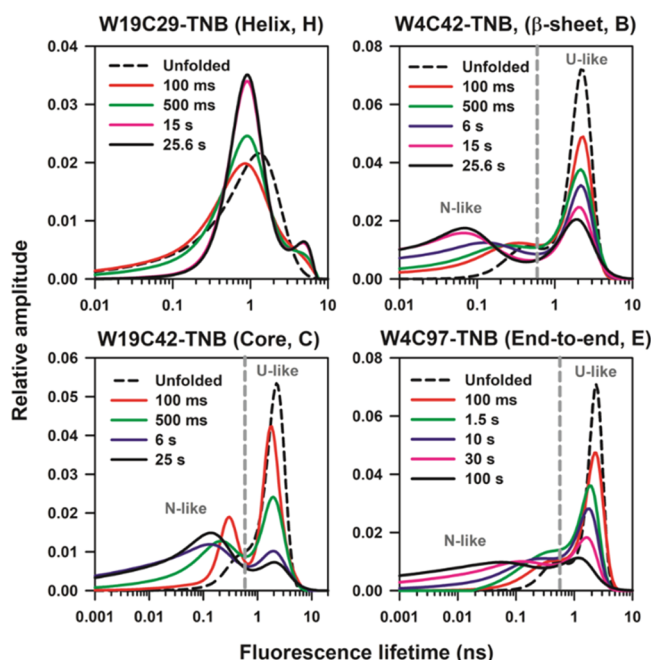 W19C29-TNB (Helix, H)
0.04
0.03
0.02
0.01
0.00
Unfolded
100 ms
500 ms
15 s
25.6 s
0.01
0.1
1
10
W4C42-TNB, (β-sheet, B)
0.08
0.06
0.04
0.02
0.00
U-like
Unfolded
100 ms
500 ms
6 s
15 s
25.6 s
N-like
0.01
0.1
1
10
Relative amplitude
W19C42-TNB (Core, C)
0.06
0.05
0.04
0.03
0.02
0.01
0.00
Unfolded
100 ms
500 ms
6 s
25 s
U-like
N-like
0.001
0.01
0.1
1
10
W4C97-TNB (End-to-end, E)
0.08
0.06
0.04
0.02
0.00
Unfolded
100 ms
1.5 s
10 s
30 s
100 s
U-like
N-like
0.001
0.01
0.1
1
10
100
Fluorescence lifetime (ns)